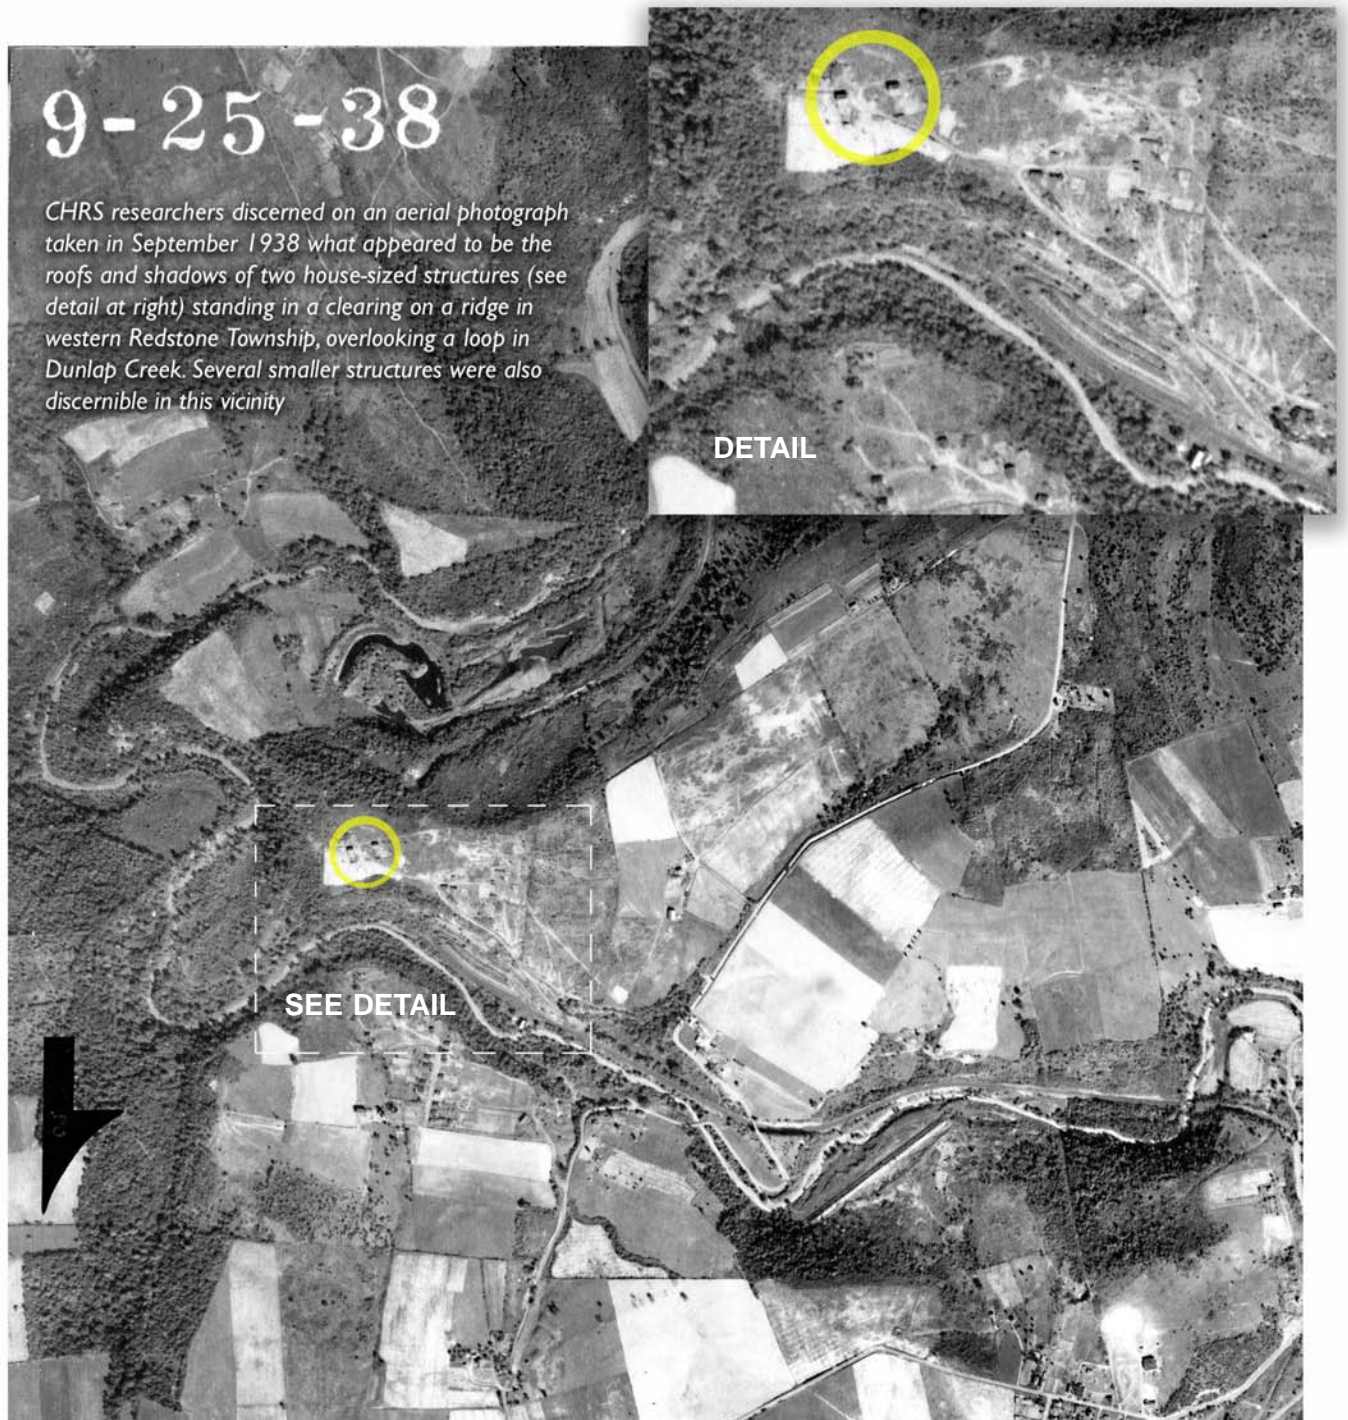 9-25-38
CHRS researchers discerned on an aerial photograph
taken in September 1938 what appeared to be the
roofs and shadows of two house-sized structures (see
detail at right) standing in a clearing on a ridge in
western Redstone Township, overlooking a loop in
Dunlap Creek. Several smaller structures were also
discernible in this vicinity
DETAIL
SEE DETAIL